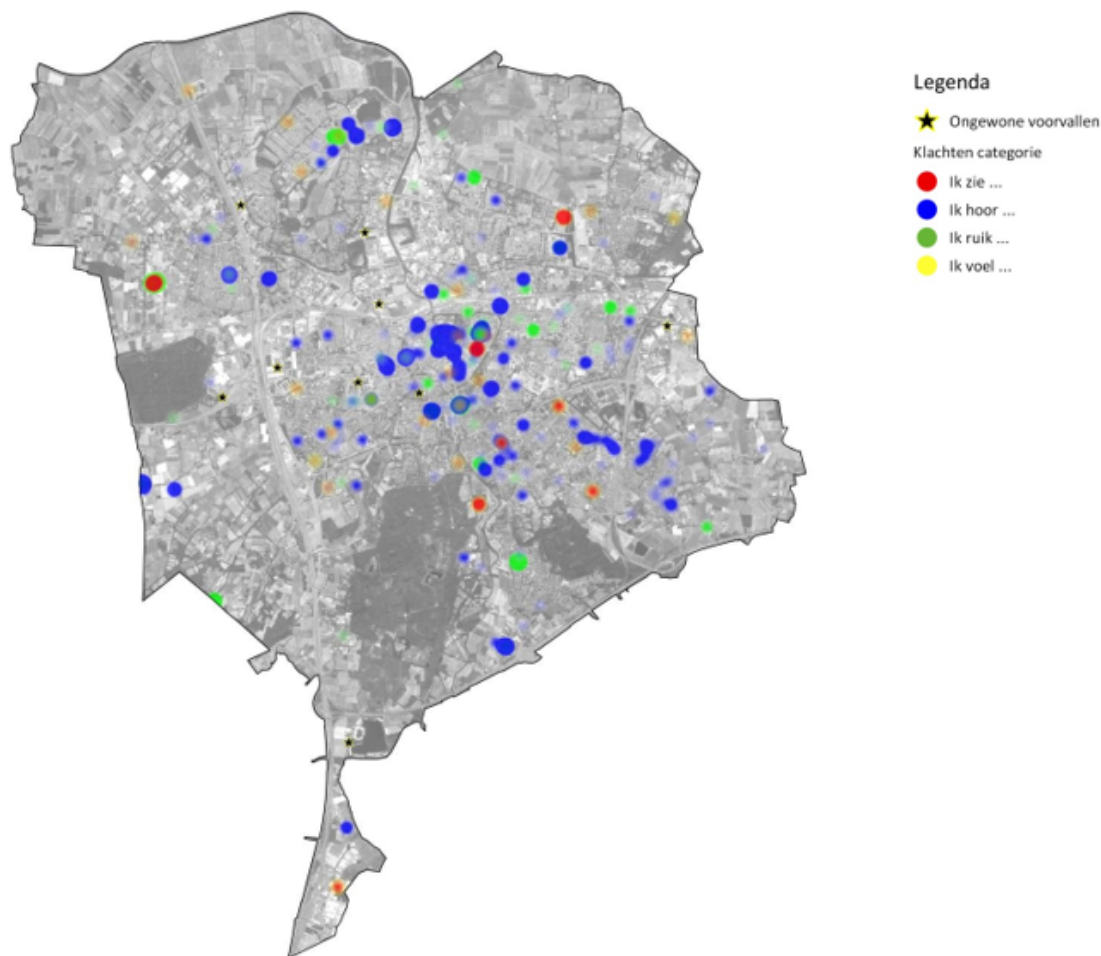 Legenda
Ongewone voorvallen
Klachten categorie
Ik zie ...
Ik hoor ...
Ik ruik ...
Ik voel ...